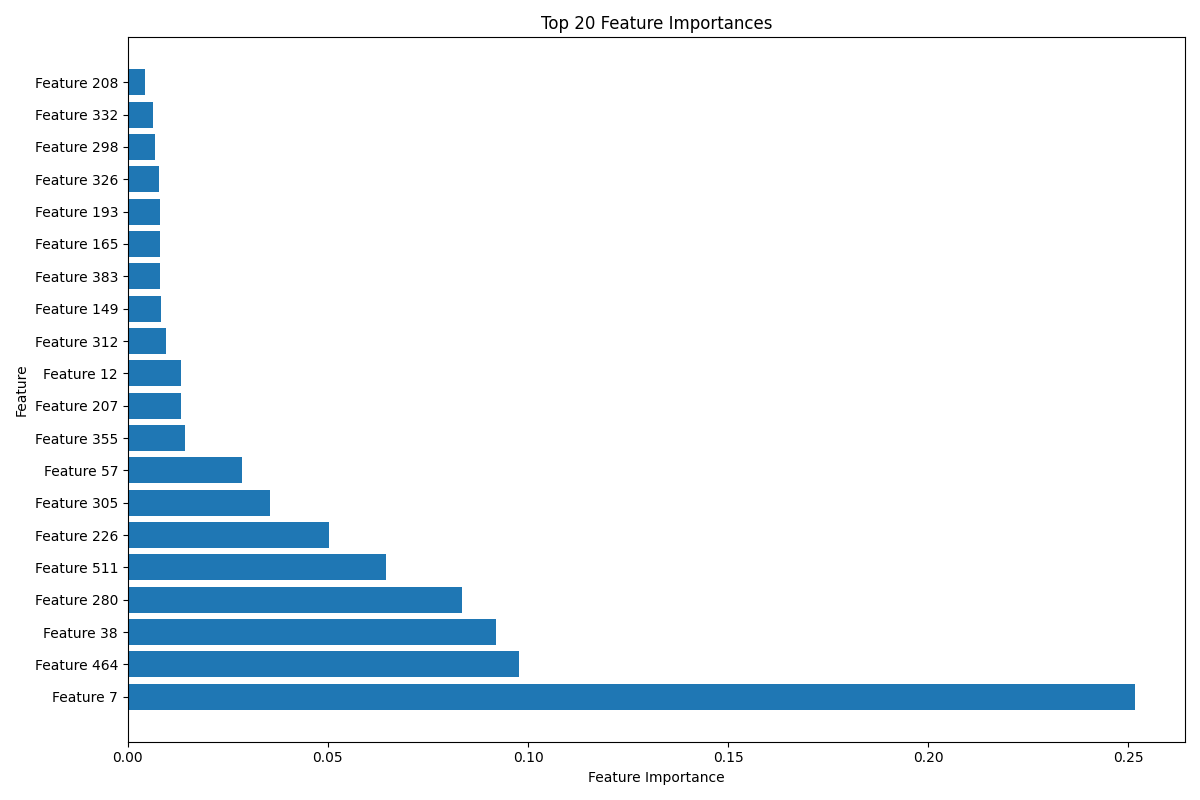 Top 20 Feature Importances
Feature 208
Feature 332
Feature 298
Feature 326
Feature 193
Feature 165
Feature 383
Feature 149
Feature 312
Feature 12
Feature 207
Feature 355
Feature 57
Feature 305
Feature 226
Feature 511
Feature 280
Feature 38
Feature 464
Feature 7
Feature
0.00 0.05 0.10 0.15 0.20 0.25
Feature Importance